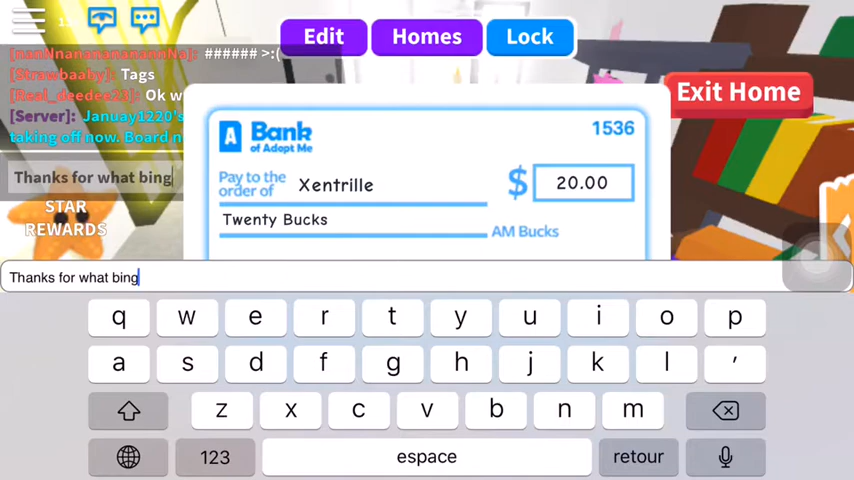 Edit
Homes
Lock
[nanNnanananananNa]: ###### >:(
[Strawbaaby]: Tags
[Real_deedee23]: Ok w
[Server]: Januay1220's
taking off now. Board n
Exit Home
Thanks for what bing
STAR
REWARDS
A Bank
of Adopt Me
1536
Pay to the
order of
Xentrille
$ 20.00
Twenty Bucks
AM Bucks
Thanks for what bing
q w e r t y u i o p
a s d f g h j k l ,
z x c v b n m
123 espace retour